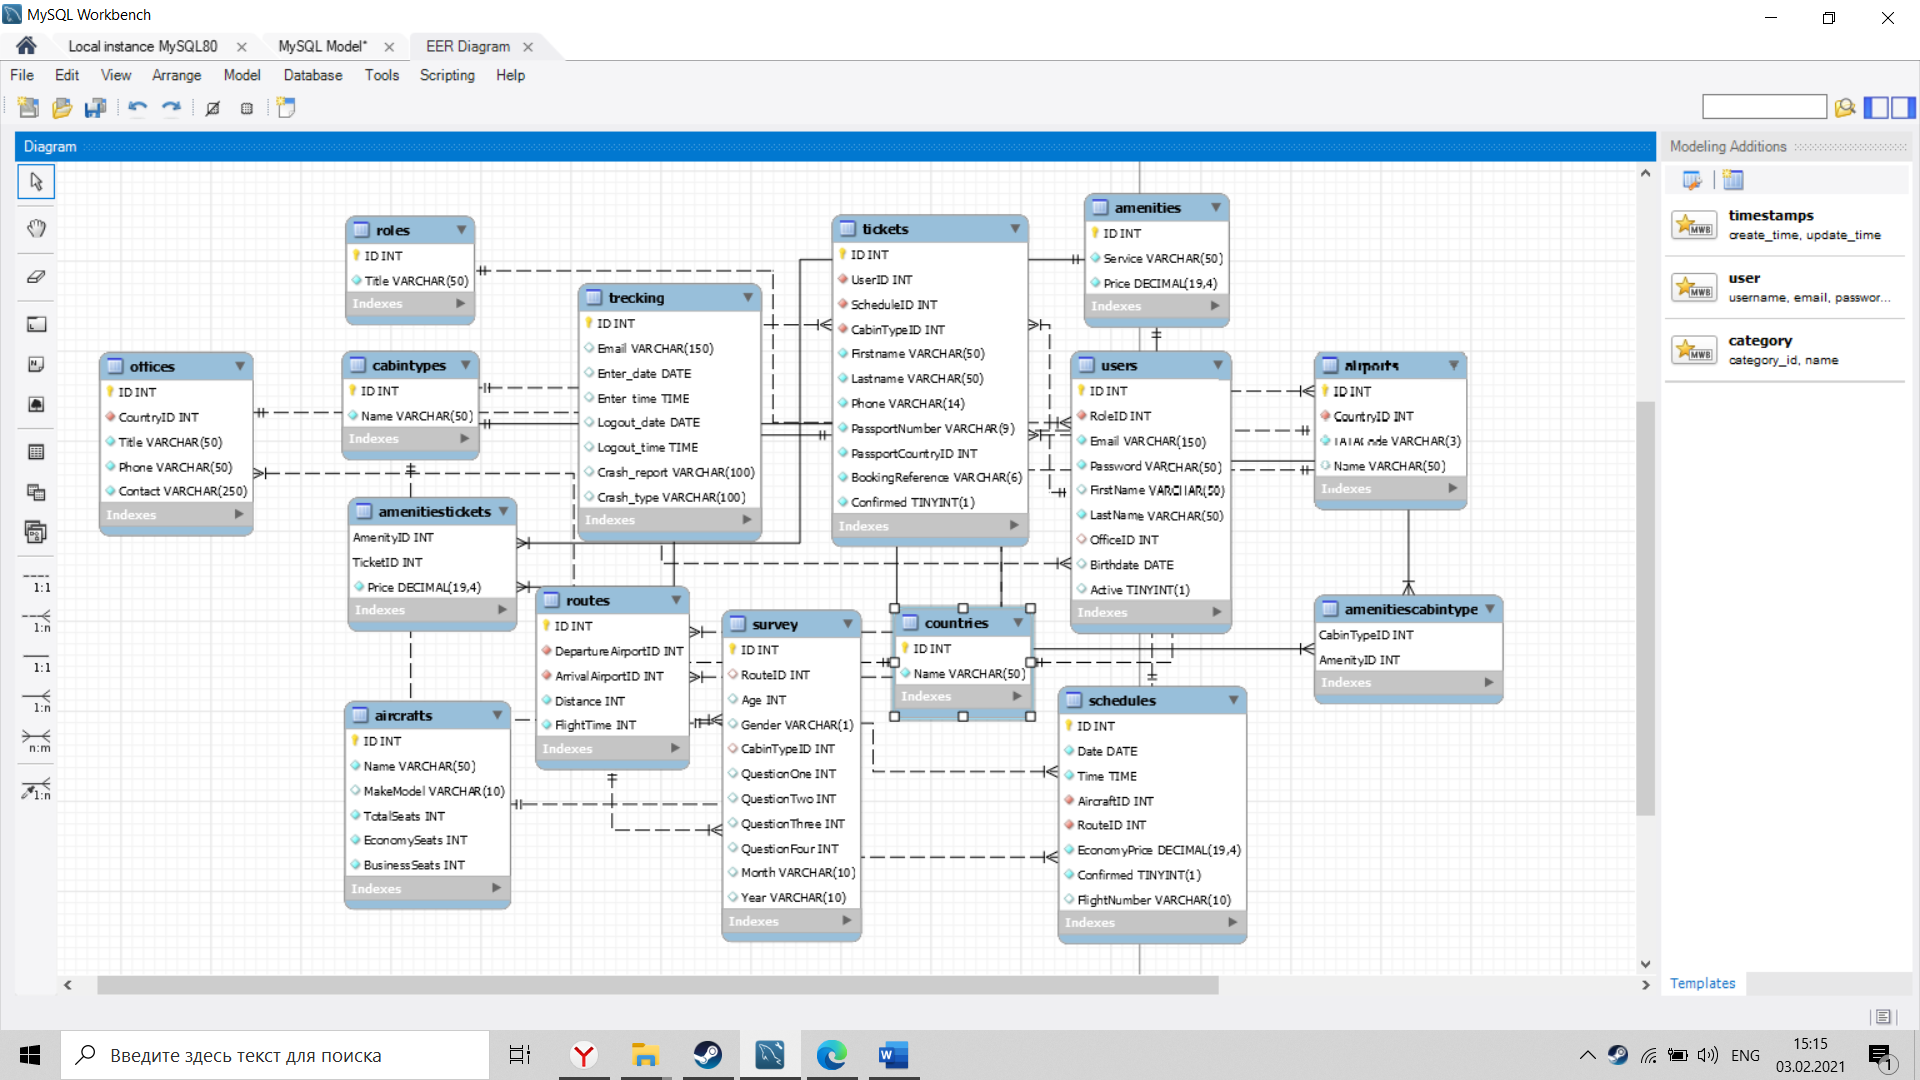 MySQL Workbench
Local instance MySQL80
MySQL Model*
EER Diagram
File Edit View Arrange Model Database Tools Scripting Help
Diagram
1:1
1:n
1:1
1:n
n:m
1:n
roles
ID INT
Title VARCHAR(50)
Indexes
offices
ID INT
CountryID INT
Title VARCHAR(50)
Phone VARCHAR(50)
Contact VARCHAR(250)
Indexes
cabintypes
ID INT
Name VARCHAR(50)
Indexes
amenitiestickets
AmenityID INT
TicketID INT
Price DECIMAL(19,4)
Indexes
aircrafts
ID INT
Name VARCHAR(50)
MakeModel VARCHAR(10)
TotalSeats INT
EconomySeats INT
BusinessSeats INT
Indexes
trecking
ID INT
Email VARCHAR(150)
Enter_date DATE
Enter_time TIME
Logout_date DATE
Logout_time TIME
Crash_report VARCHAR(100)
Crash_type VARCHAR(100)
Indexes
routes
ID INT
DepartureAirportID INT
ArrivalAirportID INT
Distance INT
FlightTime INT
Indexes
survey
ID INT
RouteID INT
Age INT
Gender VARCHAR(1)
CabinTypeID INT
QuestionOne INT
QuestionTwo INT
QuestionThree INT
QuestionFour INT
Month VARCHAR(10)
Year VARCHAR(10)
Indexes
tickets
ID INT
UserID INT
ScheduleID INT
CabinTypeID INT
Firstname VARCHAR(50)
Lastname VARCHAR(50)
Phone VARCHAR(14)
PassportNumber VARCHAR(9)
PassportCountryID INT
BookingReference VARCHAR(6)
Confirmed TINYINT(1)
Indexes
countries
ID INT
Name VARCHAR(50)
Indexes
amenities
ID INT
Service VARCHAR(50)
Price DECIMAL(19,4)
Indexes
users
ID INT
RoleID INT
Email VARCHAR(150)
Password VARCHAR(50)
FirstName VARCHAR(50)
LastName VARCHAR(50)
OfficeID INT
Birthdate DATE
Active TINYINT(1)
Indexes
schedules
ID INT
Date DATE
Time TIME
AircraftID INT
RouteID INT
EconomyPrice DECIMAL(19,4)
Confirmed TINYINT(1)
FlightNumber VARCHAR(10)
Indexes
airports
ID INT
CountryID INT
VARCHAR(3)
Name VARCHAR(50)
Indexes
amenitiescabintype
CabinTypeID INT
AmenityID INT
Indexes
Modeling Additions
timestamps
create_time, update_time
user
username, email, passwor...
category
category_id, name
Templates
Введите здесь текст для поиска
ENG
15:15
03.02.2021
1